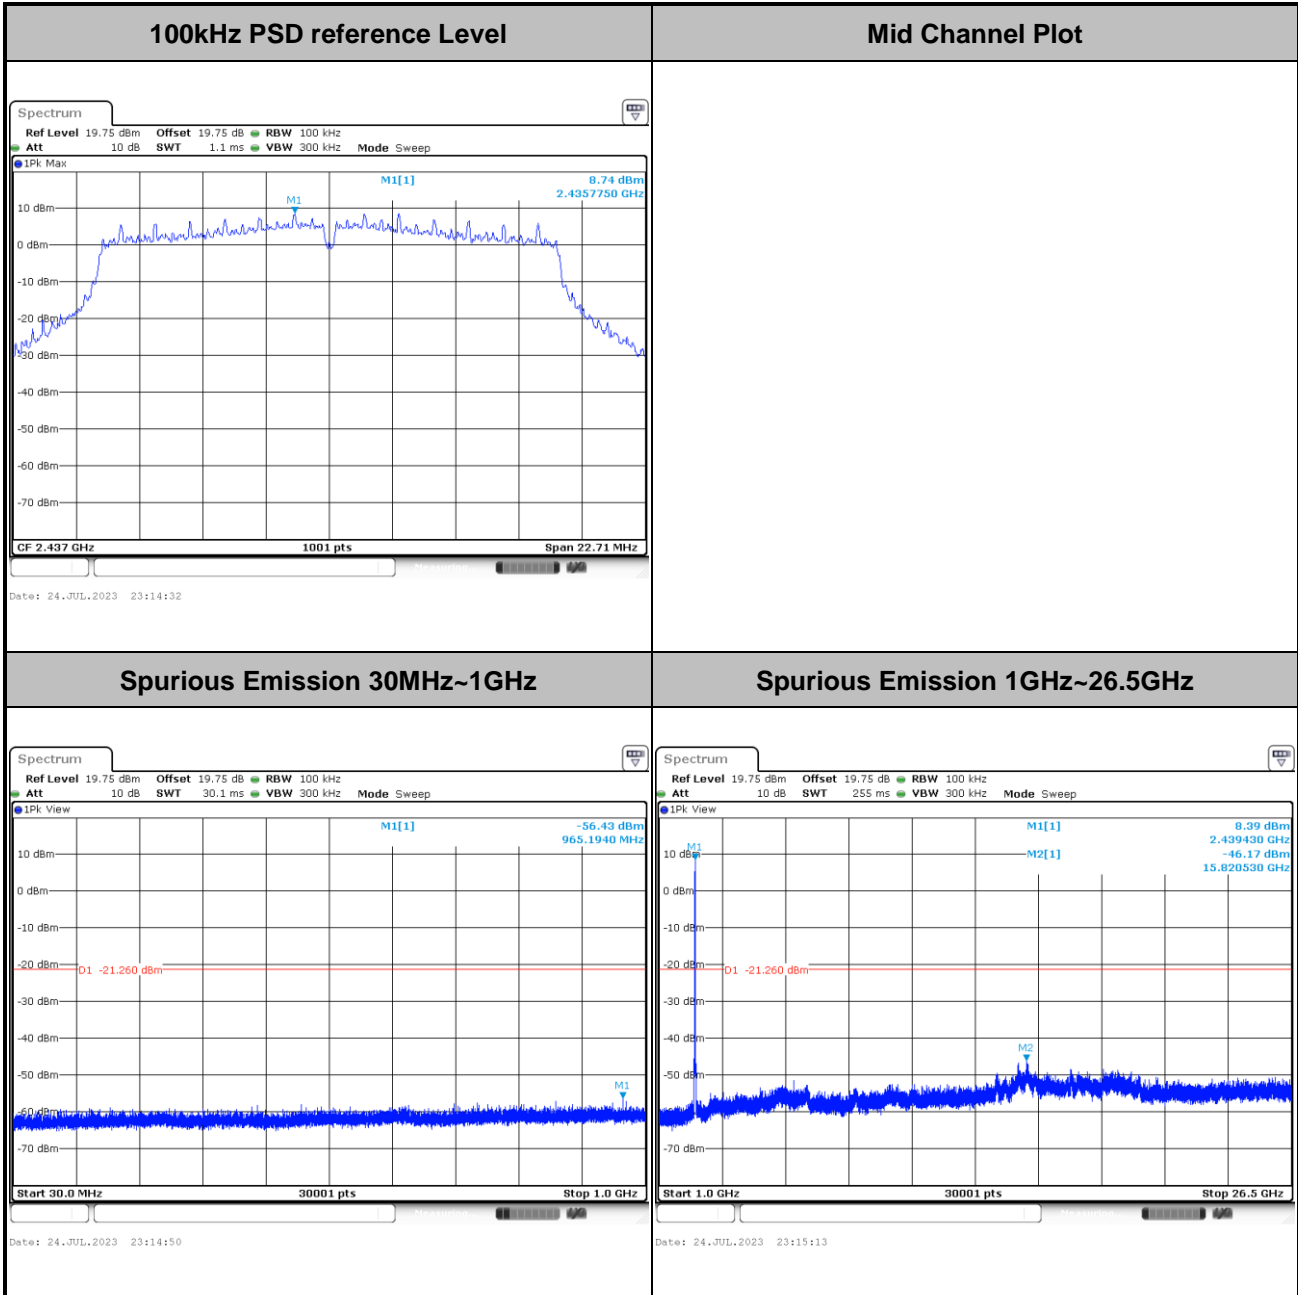 100kHz PSD reference Level
Mid Channel Plot
Spectrum
Ref Level 19.75 dBm Offset 19.75 dB RBW 100 kHz
Att 10 dB SWT 1.1 ms VBW 300 kHz Mode Sweep
1Pk Max
M1[1] 8.74 dBm
2.4357750 GHz
M1
10 dBm
0 dBm
-10 dBm
-20 dBm
-30 dBm
-40 dBm
-50 dBm
-60 dBm
-70 dBm
CF 2.437 GHz 1001 pts Span 22.71 MHz
Measuring...
Date: 24.JUL.2023 23:14:32
Spurious Emission 30MHz~1GHz
Spurious Emission 1GHz~26.5GHz
Spectrum
Ref Level 19.75 dBm Offset 19.75 dB RBW 100 kHz
Att 10 dB SWT 30.1 ms VBW 300 kHz Mode Sweep
1Pk View
M1[1] -56.43 dBm
965.1940 MHz
10 dBm
0 dBm
-10 dBm
-20 dBm
D1 -21.260 dBm
-30 dBm
-40 dBm
-50 dBm
M1
-60 dBm
-70 dBm
Start 30.0 MHz 30001 pts Stop 1.0 GHz
Measuring...
Date: 24.JUL.2023 23:14:50
Spectrum
Ref Level 19.75 dBm Offset 19.75 dB RBW 100 kHz
Att 10 dB SWT 255 ms VBW 300 kHz Mode Sweep
1Pk View
M1[1] 8.39 dBm
2.439430 GHz
M2[1] -46.17 dBm
15.820530 GHz
M1
10 dBm
0 dBm
-10 dBm
-20 dBm
D1 -21.260 dBm
-30 dBm
-40 dBm
M2
-50 dBm
-60 dBm
-70 dBm
Start 1.0 GHz 30001 pts Stop 26.5 GHz
Measuring...
Date: 24.JUL.2023 23:15:13